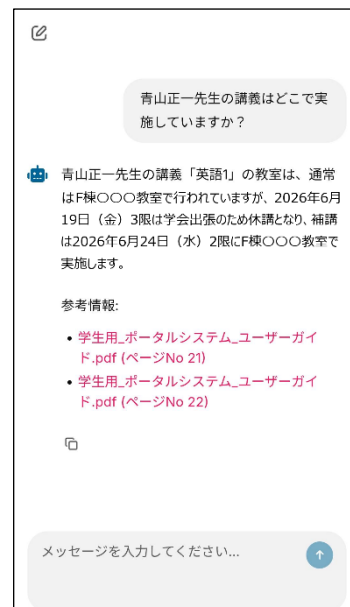 青山正一先生の講義はどこで実
施していますか？
青山正一先生の講義「英語1」の教室は、通常
はF棟〇〇〇教室で行われていますが、2026年6月
19日（金）3限は学会出張のため休講となり、補講
は2026年6月24日（水）2限にF棟〇〇〇教室で
実施します。
参考情報:
• 学生用_ポータルシステム_ユーザーガイ
ド.pdf (ページNo 21)
• 学生用_ポータルシステム_ユーザーガイ
ド.pdf (ページNo 22)
メッセージを入力してください...